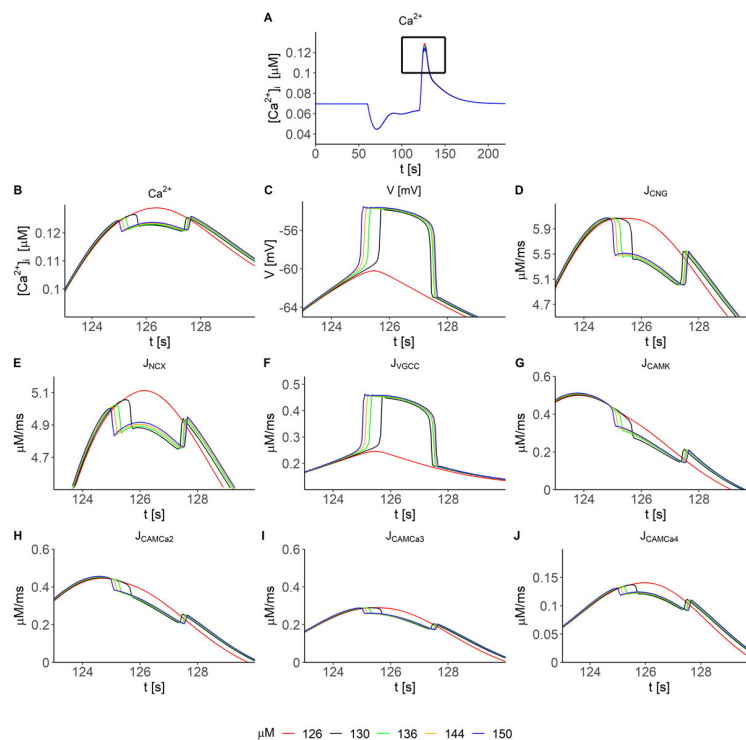 A
Ca2+
[Ca2+]i [μM]
0.12
0.1
0.08
0.06
0.04
0 50 100 150 200
t [s]
B Ca2+
[Ca2+]i [μM]
0.12
0.11
0.1
124 126 128
t [s]
C V [mV]
V [mV]
-56
-60
-64
124 126 128
t [s]
D JCNG
μM/ms
5.9
5.5
5.1
4.7
124 126 128
t [s]
E JNCX
μM/ms
5.1
4.9
4.7
124 126 128
t [s]
F JVGCC
μM/ms
0.5
0.4
0.3
0.2
124 126 128
t [s]
G JCAMK
μM/ms
0.6
0.4
0.2
0
124 126 128
t [s]
H JCAMCa2
μM/ms
0.6
0.4
0.2
0
124 126 128
t [s]
I JCAMCa3
μM/ms
0.6
0.4
0.2
0
124 126 128
t [s]
J JCAMCa4
μM/ms
0.15
0.1
0.05
0
124 126 128
t [s]
μM 126 130 136 144 150